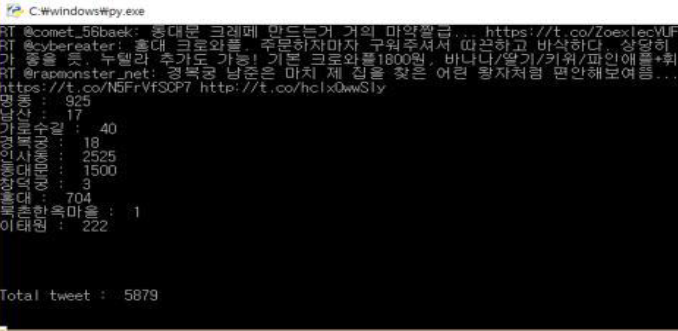 C:₩windows₩py.exe
RT @comet_56baek: 동대문 크레페 만드는거 거의 마약짤급... https://t.co/ZoexlecVUF
RT @cybereater: 홍대 크로와플. 주문하자마자 구워주셔서 따끈하고 바삭하다. 상당히
가 좋을 듯. 누텔라 추가도 가능! 기본 크로와플1800원, 바나나/딸기/키위/파인애플+휘
RT @rapmonster_net: 경복궁 남준은 마치 제 집을 찾은 어린 왕자처럼 편안해보여뜸...
https://t.co/N5FrVfSCP7 http://t.co/hclxQwwSly
명동 : 925
남산 : 17
가로수길 : 40
경복궁 : 18
인사동 : 2525
동대문 : 1500
창덕궁 : 3
홍대 : 704
북촌한옥마을 : 1
이태원 : 222
Total tweet : 5879